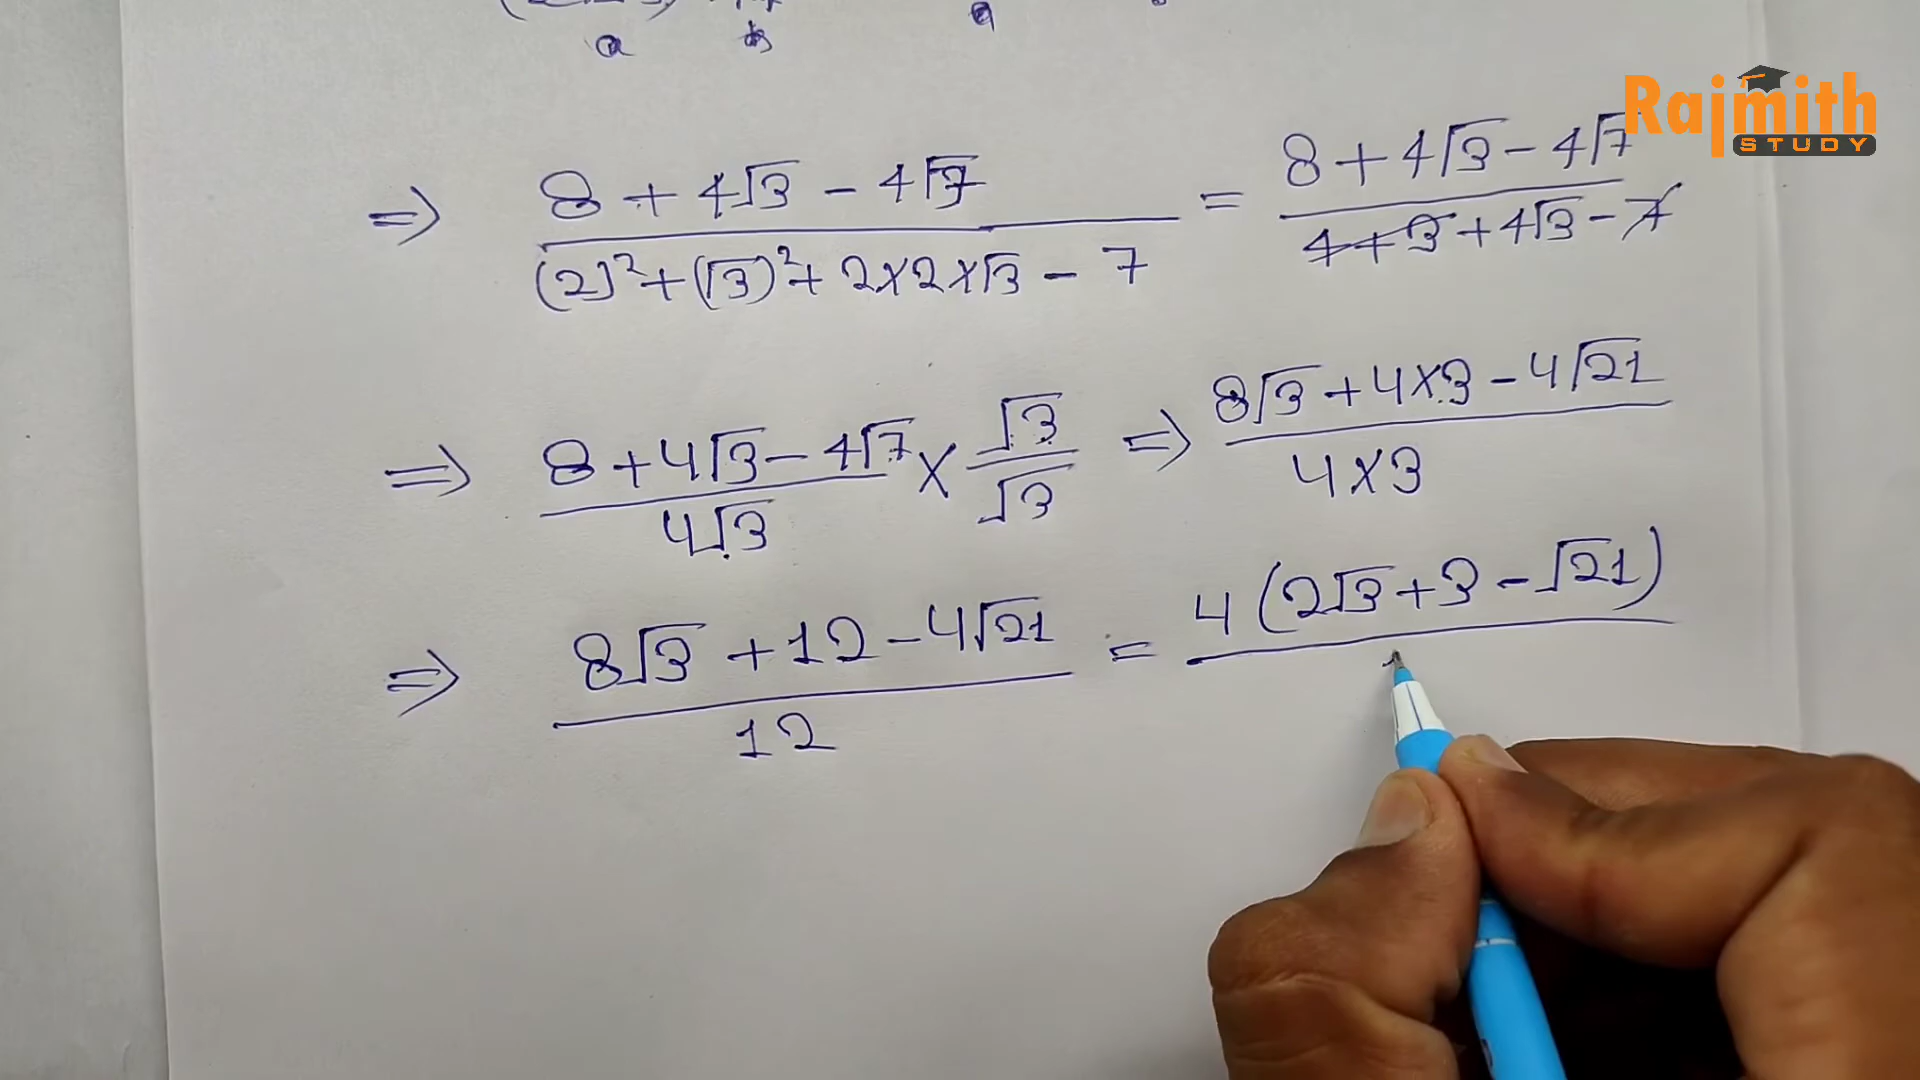 a b a
Rajmith
STUDY
⇒ (8 + 4√3 − 4√7)/((2)² + (√3)² + 2×2×√3 − 7) = (8 + 4√3 − 4√7)/(4 + 3 + 4√3 − 7)
⇒ (8 + 4√3 − 4√7)/(4√3) × √3/√3 ⇒ (8√3 + 4×3 − 4√21)/(4×3)
⇒ (8√3 + 12 − 4√21)/12 = 4(2√3 + 3 − √21)